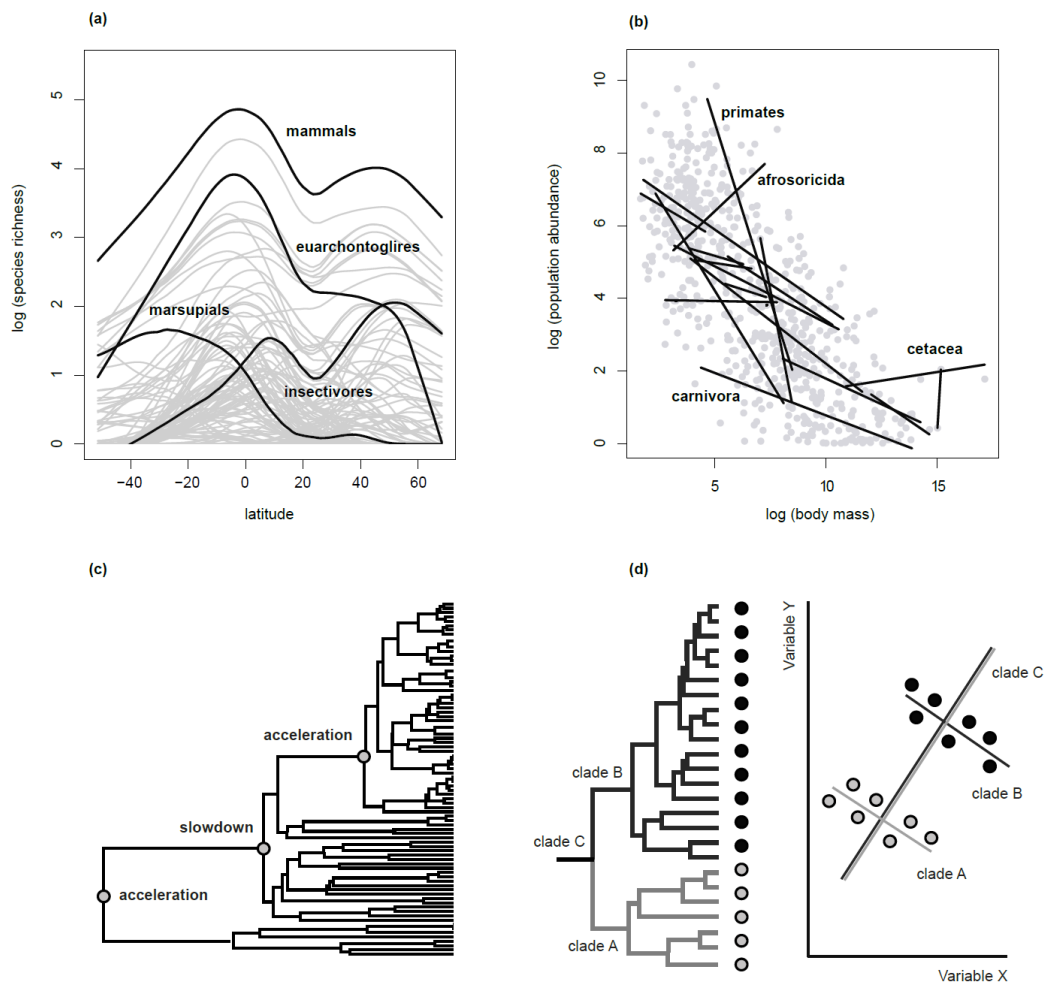 (a)
mammals
euarchontoglires
marsupials
insectivores
log (species richness)
0
1
2
3
4
5
−40
−20
0
20
40
60
latitude
(b)
primates
afrosoricida
cetacea
carnivora
log (population abundance)
0
2
4
6
8
10
5
10
15
log (body mass)
(c)
acceleration
slowdown
acceleration
(d)
clade B
clade C
clade A
Variable Y
clade C
clade B
clade A
Variable X